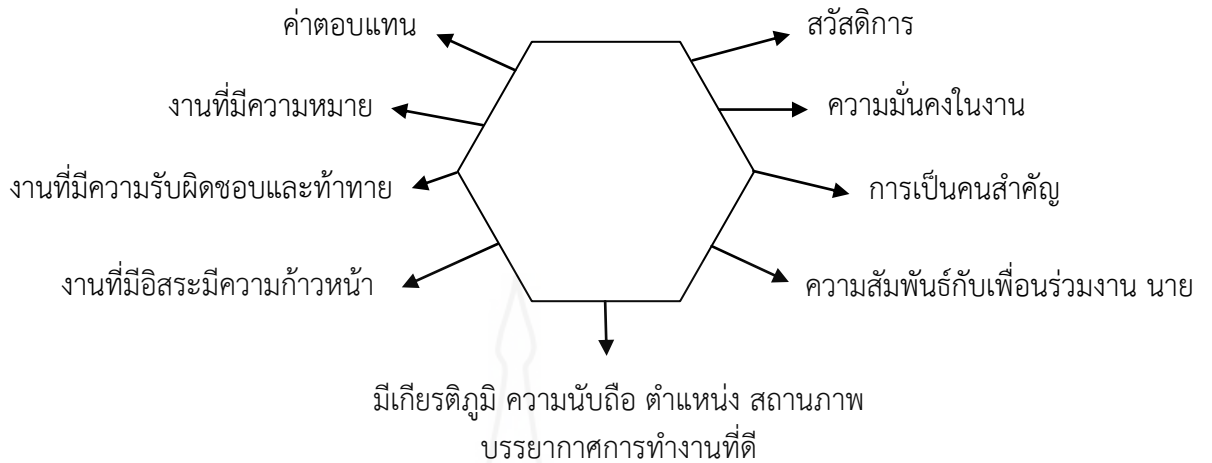 ค่าตอบแทน
สวัสดิการ
งานที่มีความหมาย
ความมั่นคงในงาน
งานที่มีความรับผิดชอบและท้าทาย
การเป็นคนสำคัญ
งานที่มีอิสระมีความก้าวหน้า
ความสัมพันธ์กับเพื่อนร่วมงาน นาย
มีเกียรติภูมิ ความนับถือ ตำแหน่ง สถานภาพ
บรรยากาศการทำงานที่ดี